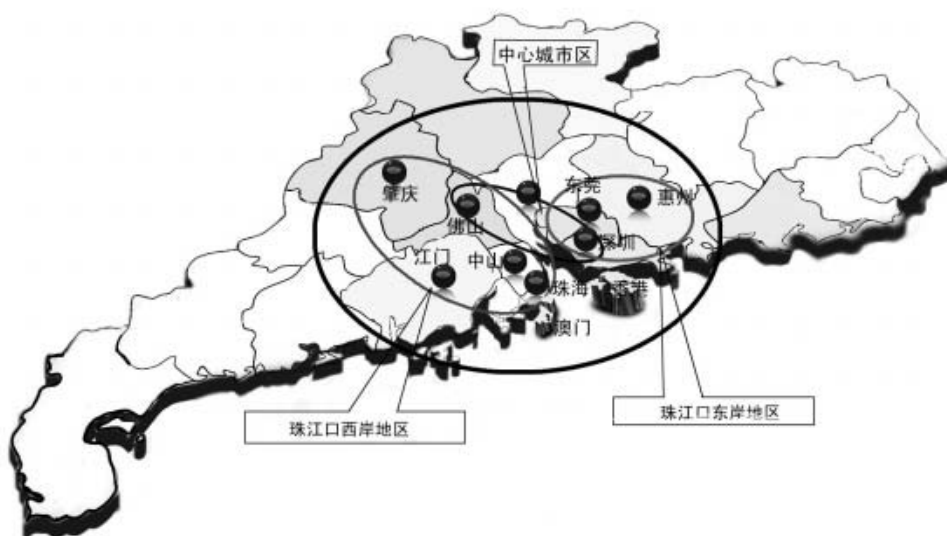 中心城市区
肇庆
东莞
惠州
佛山
深圳
江门
中山
珠海
香港
澳门
珠江口西岸地区
珠江口东岸地区